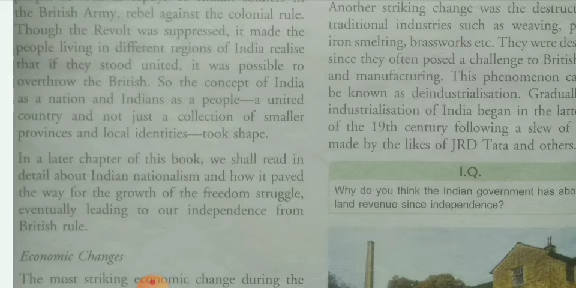 the British Army, rebel against the colonial rule.
Though the Revolt was suppressed, it made the
people living in different regions of India realise
that if they stood united, it was possible to
overthrow the British. So the concept of India
as a nation and Indians as a people—a united
country and not just a collection of smaller
provinces and local identities—took shape.
In a later chapter of this book, we shall read in
detail about Indian nationalism and how it paved
the way for the growth of the freedom struggle,
eventually leading to our independence from
British rule.
Economic Changes
The most striking economic change during the
Another striking change was the destruct
traditional industries such as weaving, p
iron smelting, brassworks etc. They were des
since they often posed a challenge to British
and manufacturing. This phenomenon ca
be known as deindustrialisation. Gradual
industrialisation of India began in the latt
of the 19th century following a slew of
made by the likes of JRD Tata and others.
I.Q.
Why do you think the Indian government has abo
land revenue since independence?